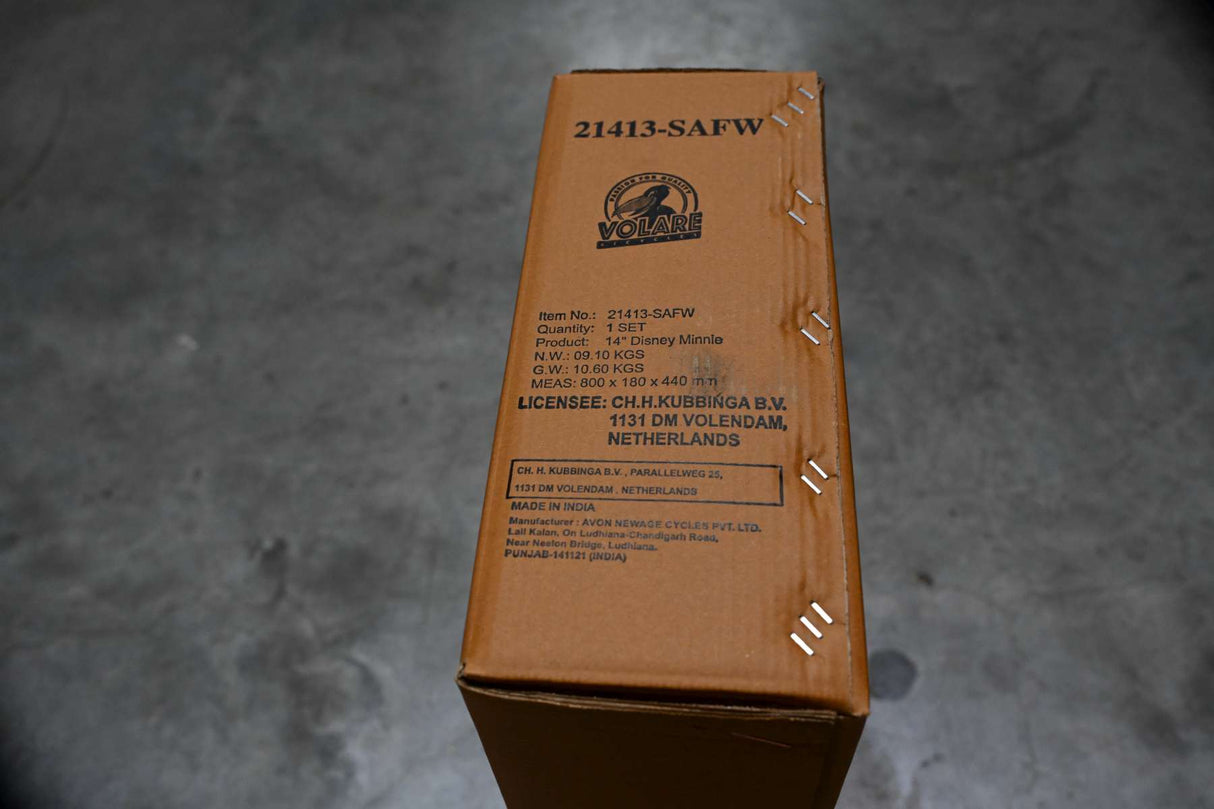 21413-SAFW
PASSION FOR QUALITY
VOLARE
BICYCLES
Item No.: 21413-SAFW
Quantity: 1 SET
Product: 14" Disney Minnie
N.W.: 09.10 KGS
G.W.: 10.60 KGS
MEAS: 800 x 180 x 440 mm
LICENSEE: CH.H.KUBBINGA B.V.
1131 DM VOLENDAM,
NETHERLANDS
CH. H. KUBBINGA B.V. , PARALLELWEG 25,
1131 DM VOLENDAM . NETHERLANDS
MADE IN INDIA
Manufacturer : AVON NEWAGE CYCLES PVT. LTD.
Lall Kalan, On Ludhiana-Chandigarh Road,
Near Neelon Bridge, Ludhiana.
PUNJAB-141121 (INDIA)